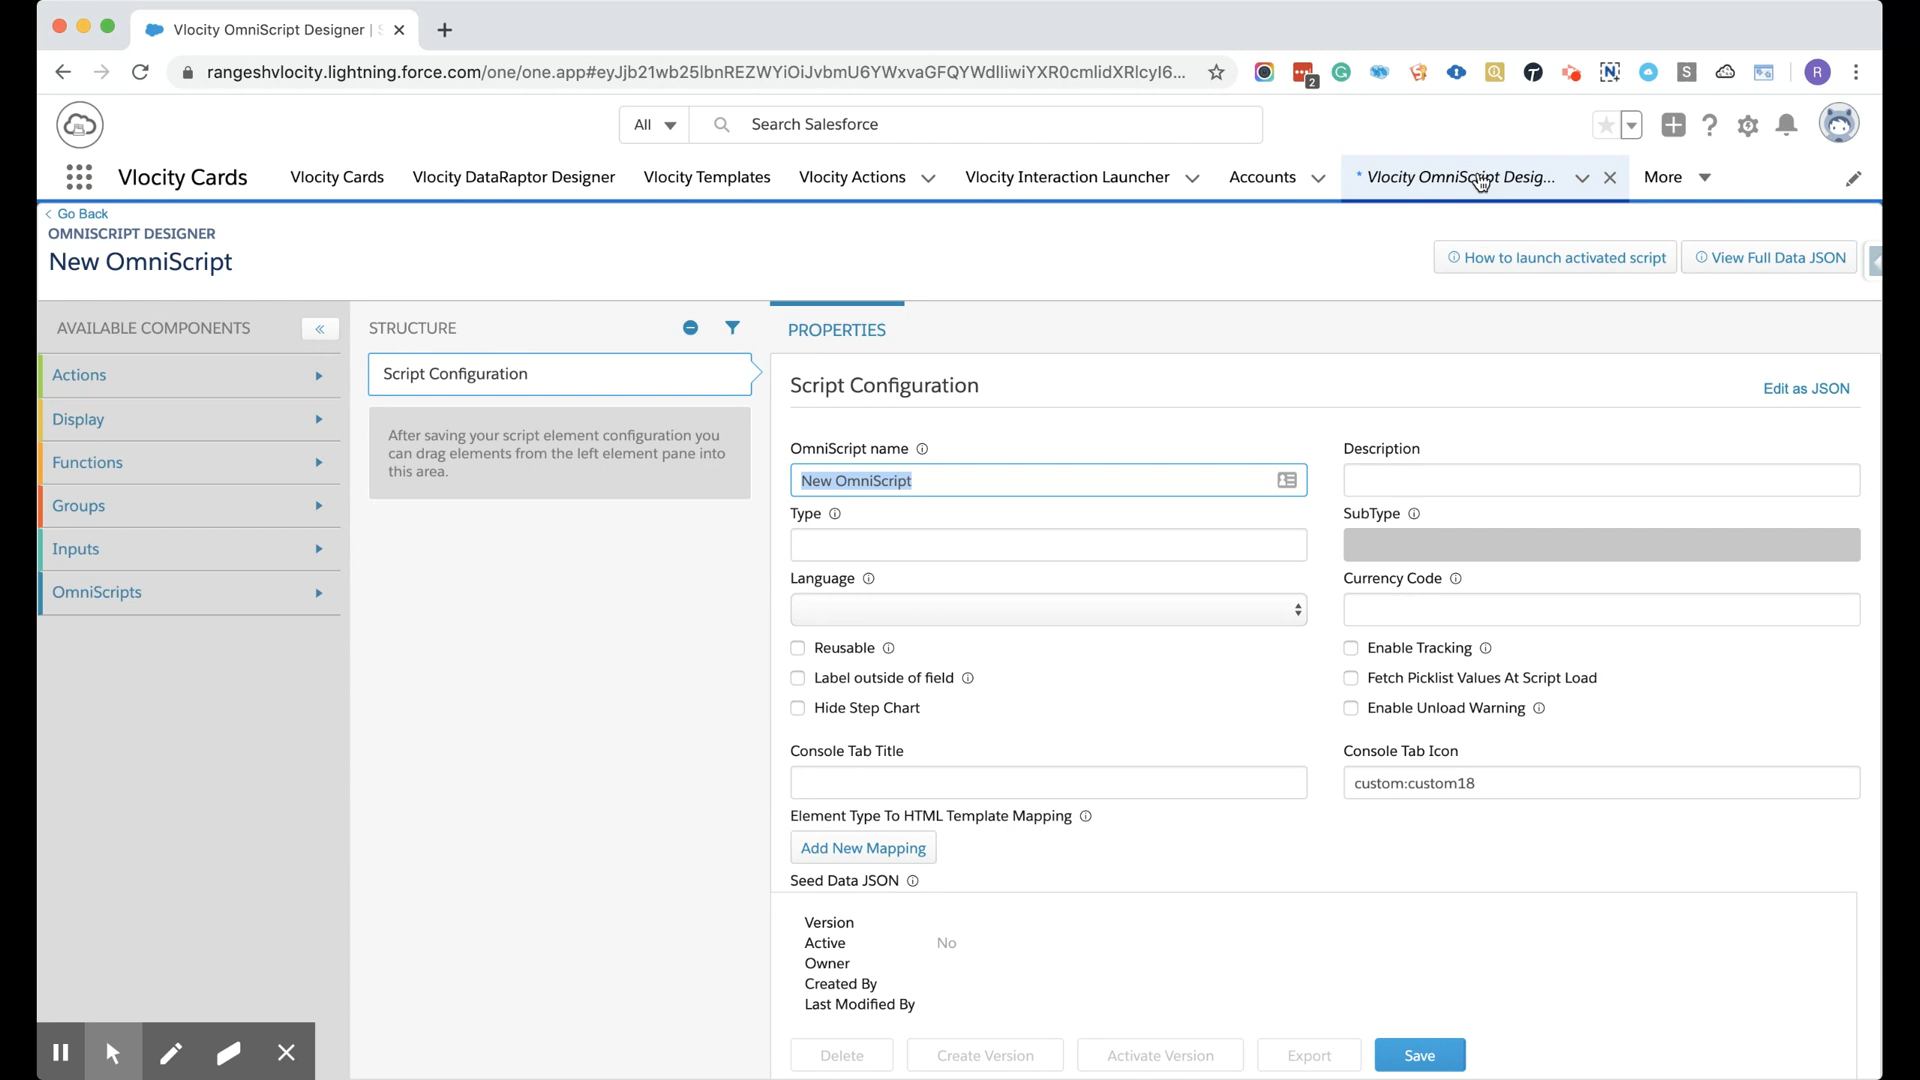 Vlocity OmniScript Designer |
rangeshvlocity.lightning.force.com/one/one.app#eyJjb21wb25lbnREZWYiOiJvbmU6YWxvaGFQYWdlIiwiYXR0cmlidXRlcyI6...
2
N
S
R
All
Search Salesforce
Vlocity Cards
Vlocity Cards
Vlocity DataRaptor Designer
Vlocity Templates
Vlocity Actions
Vlocity Interaction Launcher
Accounts
* Vlocity OmniScript Desig...
More
< Go Back
OMNISCRIPT DESIGNER
New OmniScript
How to launch activated script
View Full Data JSON
AVAILABLE COMPONENTS
Actions
Display
Functions
Groups
Inputs
OmniScripts
STRUCTURE
Script Configuration
After saving your script element configuration you
can drag elements from the left element pane into
this area.
PROPERTIES
Script Configuration
Edit as JSON
OmniScript name
New OmniScript
Description
Type
SubType
Language
Currency Code
Reusable
Enable Tracking
Label outside of field
Fetch Picklist Values At Script Load
Hide Step Chart
Enable Unload Warning
Console Tab Title
Console Tab Icon
custom:custom18
Element Type To HTML Template Mapping
Add New Mapping
Seed Data JSON
Version
Active No
Owner
Created By
Last Modified By
Delete
Create Version
Activate Version
Export
Save